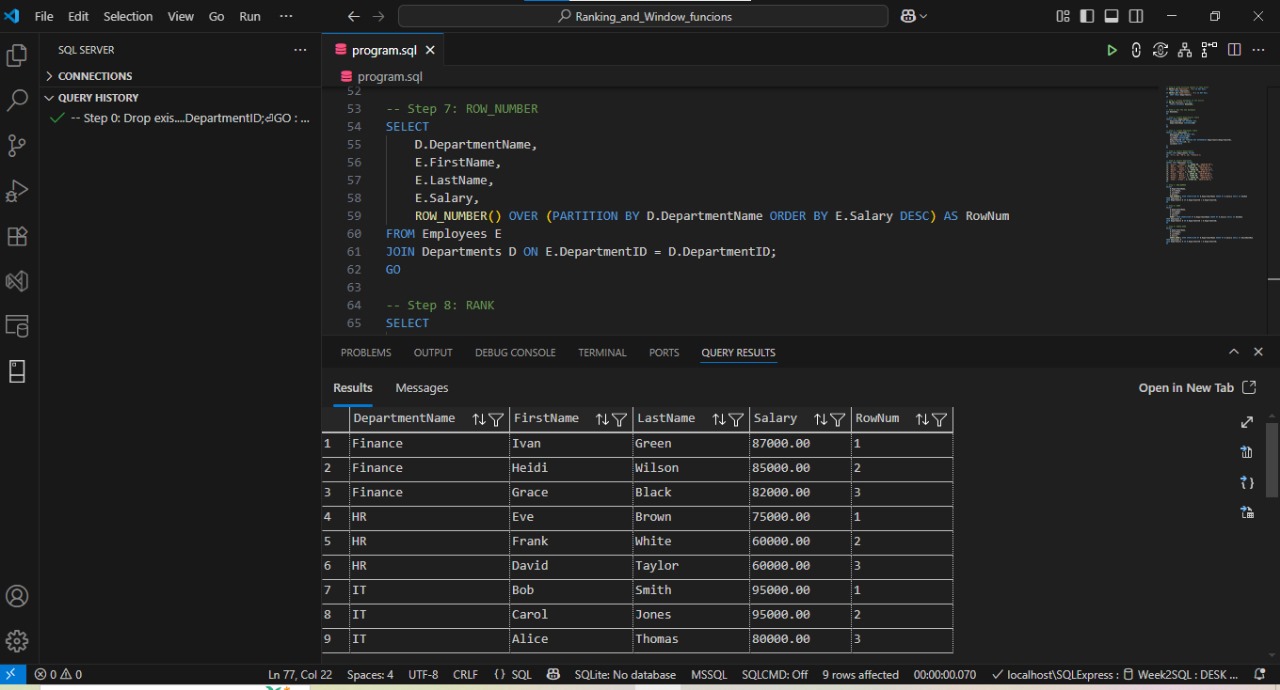 File Edit Selection View Go Run ··· Ranking_and_Window_funcions
SQL SERVER ···
CONNECTIONS
QUERY HISTORY
-- Step 0: Drop exis....DepartmentID;⏎GO : ...
program.sql
program.sql
52
53 -- Step 7: ROW_NUMBER
54 SELECT
55 D.DepartmentName,
56 E.FirstName,
57 E.LastName,
58 E.Salary,
59 ROW_NUMBER() OVER (PARTITION BY D.DepartmentName ORDER BY E.Salary DESC) AS RowNum
60 FROM Employees E
61 JOIN Departments D ON E.DepartmentID = D.DepartmentID;
62 GO
63
64 -- Step 8: RANK
65 SELECT
PROBLEMS OUTPUT DEBUG CONSOLE TERMINAL PORTS QUERY RESULTS
Results Messages Open in New Tab
DepartmentName FirstName LastName Salary RowNum
1 Finance Ivan Green 87000.00 1
2 Finance Heidi Wilson 85000.00 2
3 Finance Grace Black 82000.00 3
4 HR Eve Brown 75000.00 1
5 HR Frank White 60000.00 2
6 HR David Taylor 60000.00 3
7 IT Bob Smith 95000.00 1
8 IT Carol Jones 95000.00 2
9 IT Alice Thomas 80000.00 3
0 0 Ln 77, Col 22 Spaces: 4 UTF-8 CRLF {} SQL SQLite: No database MSSQL SQLCMD: Off 9 rows affected 00:00:00.070 localhost\SQLExpress : Week2SQL : DESK ...